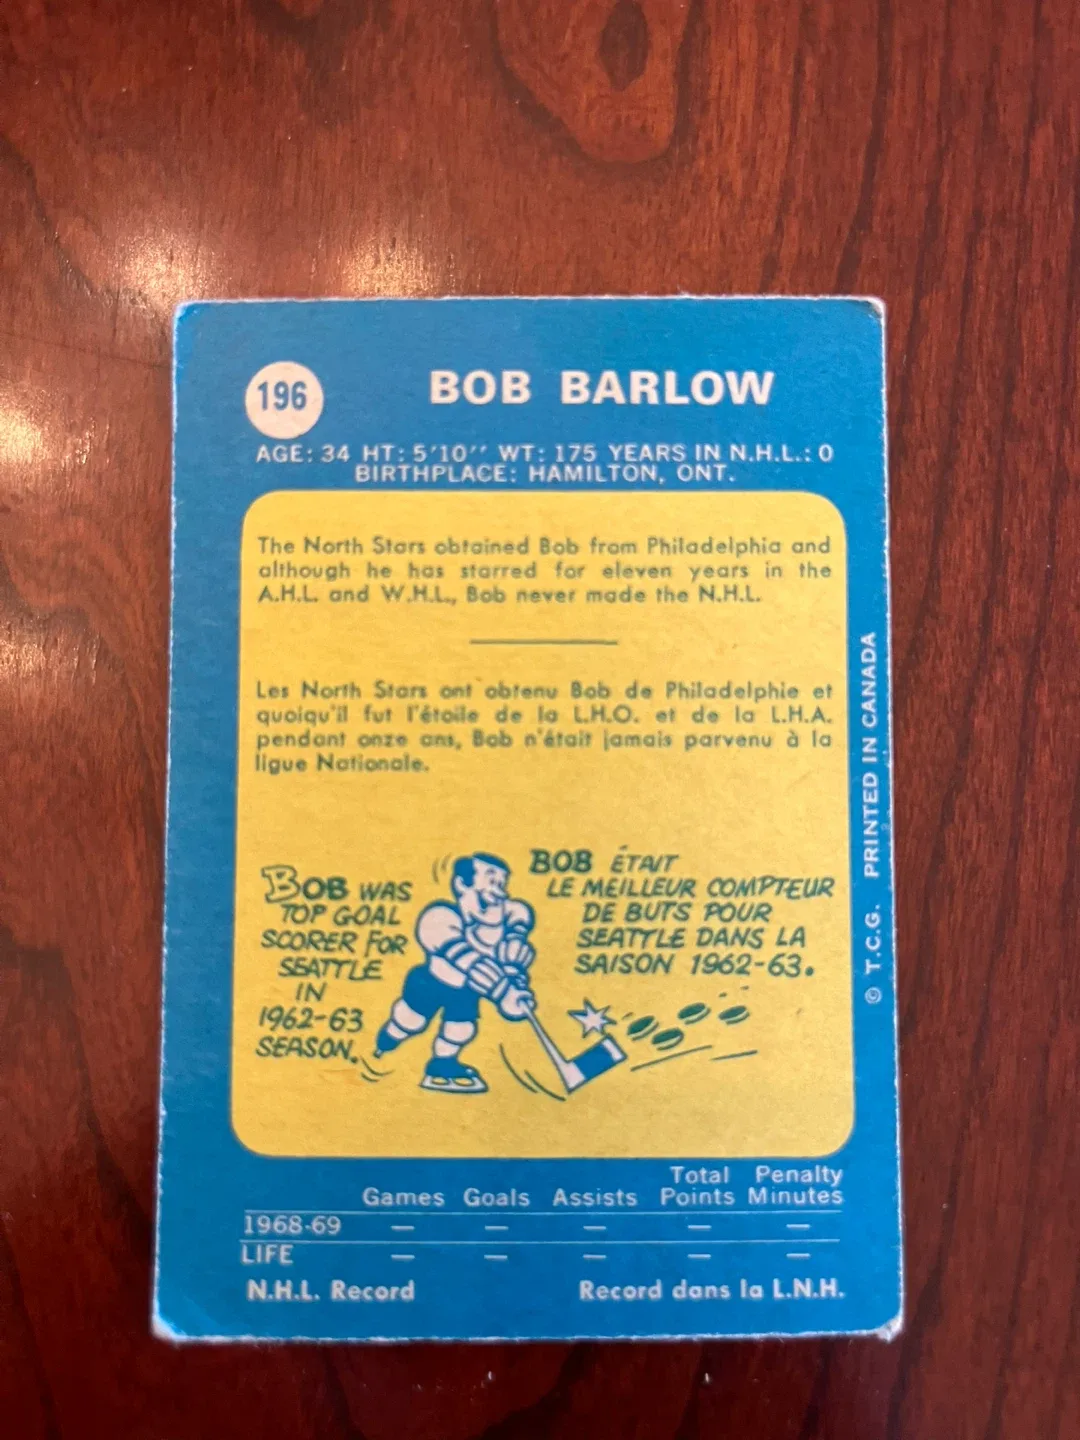 196
BOB BARLOW
AGE: 34 HT: 5'10'' WT: 175 YEARS IN N.H.L.: 0
BIRTHPLACE: HAMILTON, ONT.
The North Stars obtained Bob from Philadelphia and
although he has starred for eleven years in the
A.H.L. and W.H.L., Bob never made the N.H.L.
Les North Stars ont obtenu Bob de Philadelphie et
quoiqu'il fut l'étoile de la L.H.O. et de la L.H.A.
pendant onze ans, Bob n'était jamais parvenu à la
ligue Nationale.
BOB WAS
TOP GOAL
SCORER FOR
SEATTLE
IN
1962-63
SEASON.
BOB ÉTAIT
LE MEILLEUR COMPTEUR
DE BUTS POUR
SEATTLE DANS LA
SAISON 1962-63.
© T.C.G. PRINTED IN CANADA
Games Goals Assists Total Points Penalty Minutes
1968-69 — — — — —
LIFE — — — — —
N.H.L. Record Record dans la L.N.H.